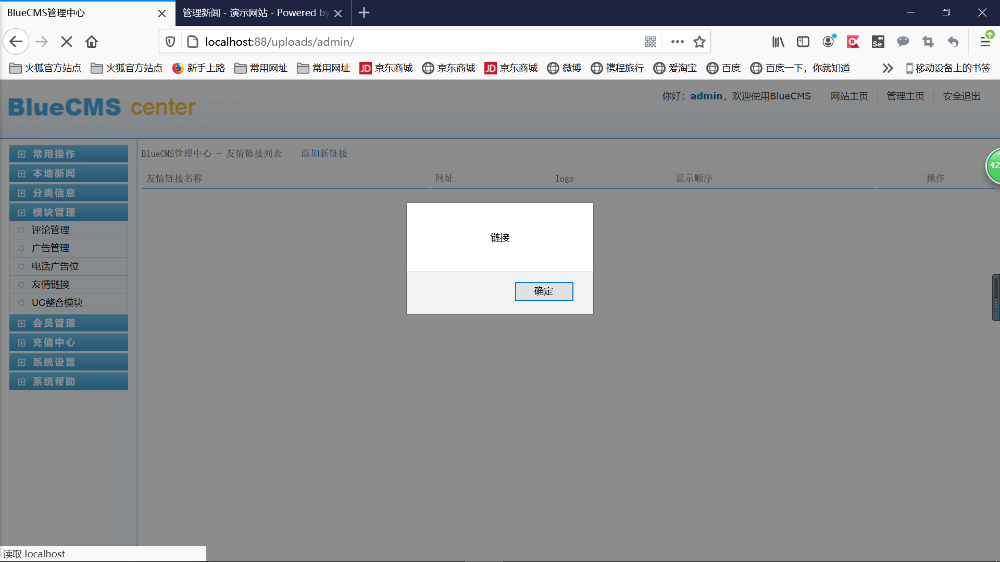 BlueCMS管理中心
管理新闻 - 演示网站 - Powered by
localhost:88/uploads/admin/
Se
火狐官方站点 火狐官方站点 新手上路 常用网址 常用网址 JD 京东商城 京东商城 JD 京东商城 微博 携程旅行 爱淘宝 百度 百度一下，你就知道 移动设备上的书签
BlueCMS center
你好：admin，欢迎使用BlueCMS 网站主页 | 管理主页 | 安全退出
常用操作
本地新闻
分类信息
模块管理
评论管理
广告管理
电话广告位
友情链接
UC整合模块
会员管理
充值中心
系统设置
系统帮助
BlueCMS管理中心 - 友情链接列表 添加新链接
友情链接名称 网址 logo 显示顺序 操作
42
链接
确定
读取 localhost